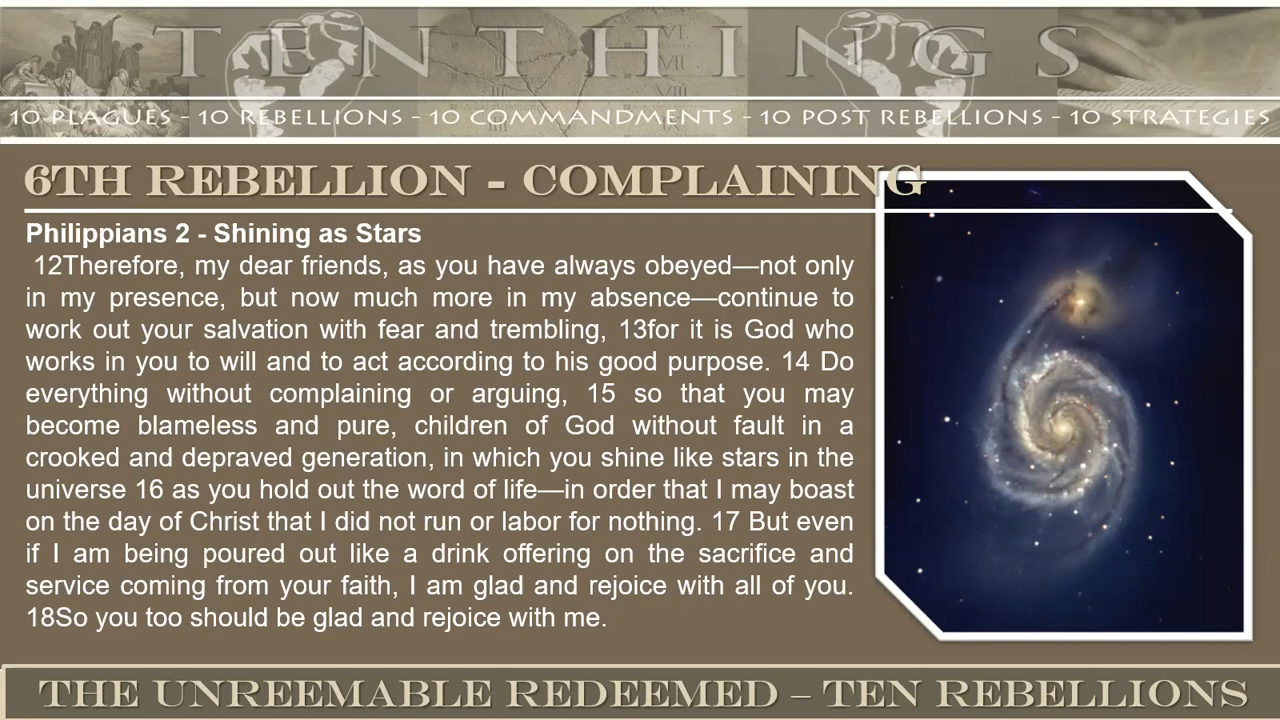 TEN THINGS
10 PLAGUES - 10 REBELLIONS - 10 COMMANDMENTS - 10 POST REBELLIONS - 10 STRATEGIES
6TH REBELLION - COMPLAINING
Philippians 2 - Shining as Stars
12Therefore, my dear friends, as you have always obeyed—not only
in my presence, but now much more in my absence—continue to
work out your salvation with fear and trembling, 13for it is God who
works in you to will and to act according to his good purpose. 14 Do
everything without complaining or arguing, 15 so that you may
become blameless and pure, children of God without fault in a
crooked and depraved generation, in which you shine like stars in the
universe 16 as you hold out the word of life—in order that I may boast
on the day of Christ that I did not run or labor for nothing. 17 But even
if I am being poured out like a drink offering on the sacrifice and
service coming from your faith, I am glad and rejoice with all of you.
18So you too should be glad and rejoice with me.
THE UNREEMABLE REDEEMED – TEN REBELLIONS